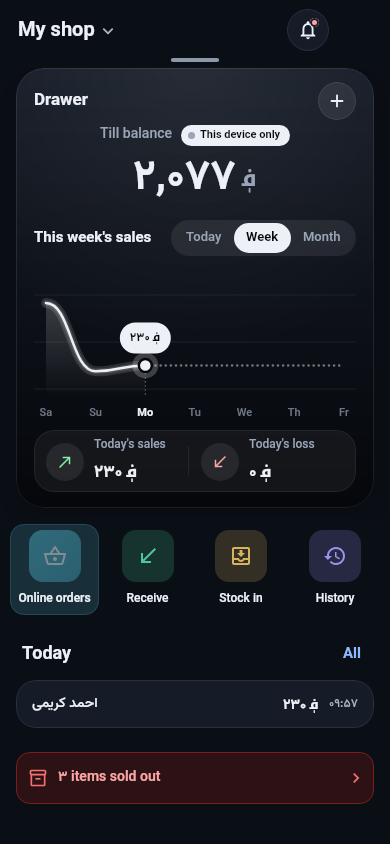 My shop
Drawer
Till balance
This device only
۲,۰۷۷ ؋
This week's sales
Today
Week
Month
۲۳۰ ؋
Sa Su Mo Tu We Th Fr
Today's sales
۲۳۰ ؋
Today's loss
۰ ؋
Online orders
Receive
Stock in
History
Today
All
احمد کریمی
۲۳۰ ؋
۰۹:۵۷
۳ items sold out